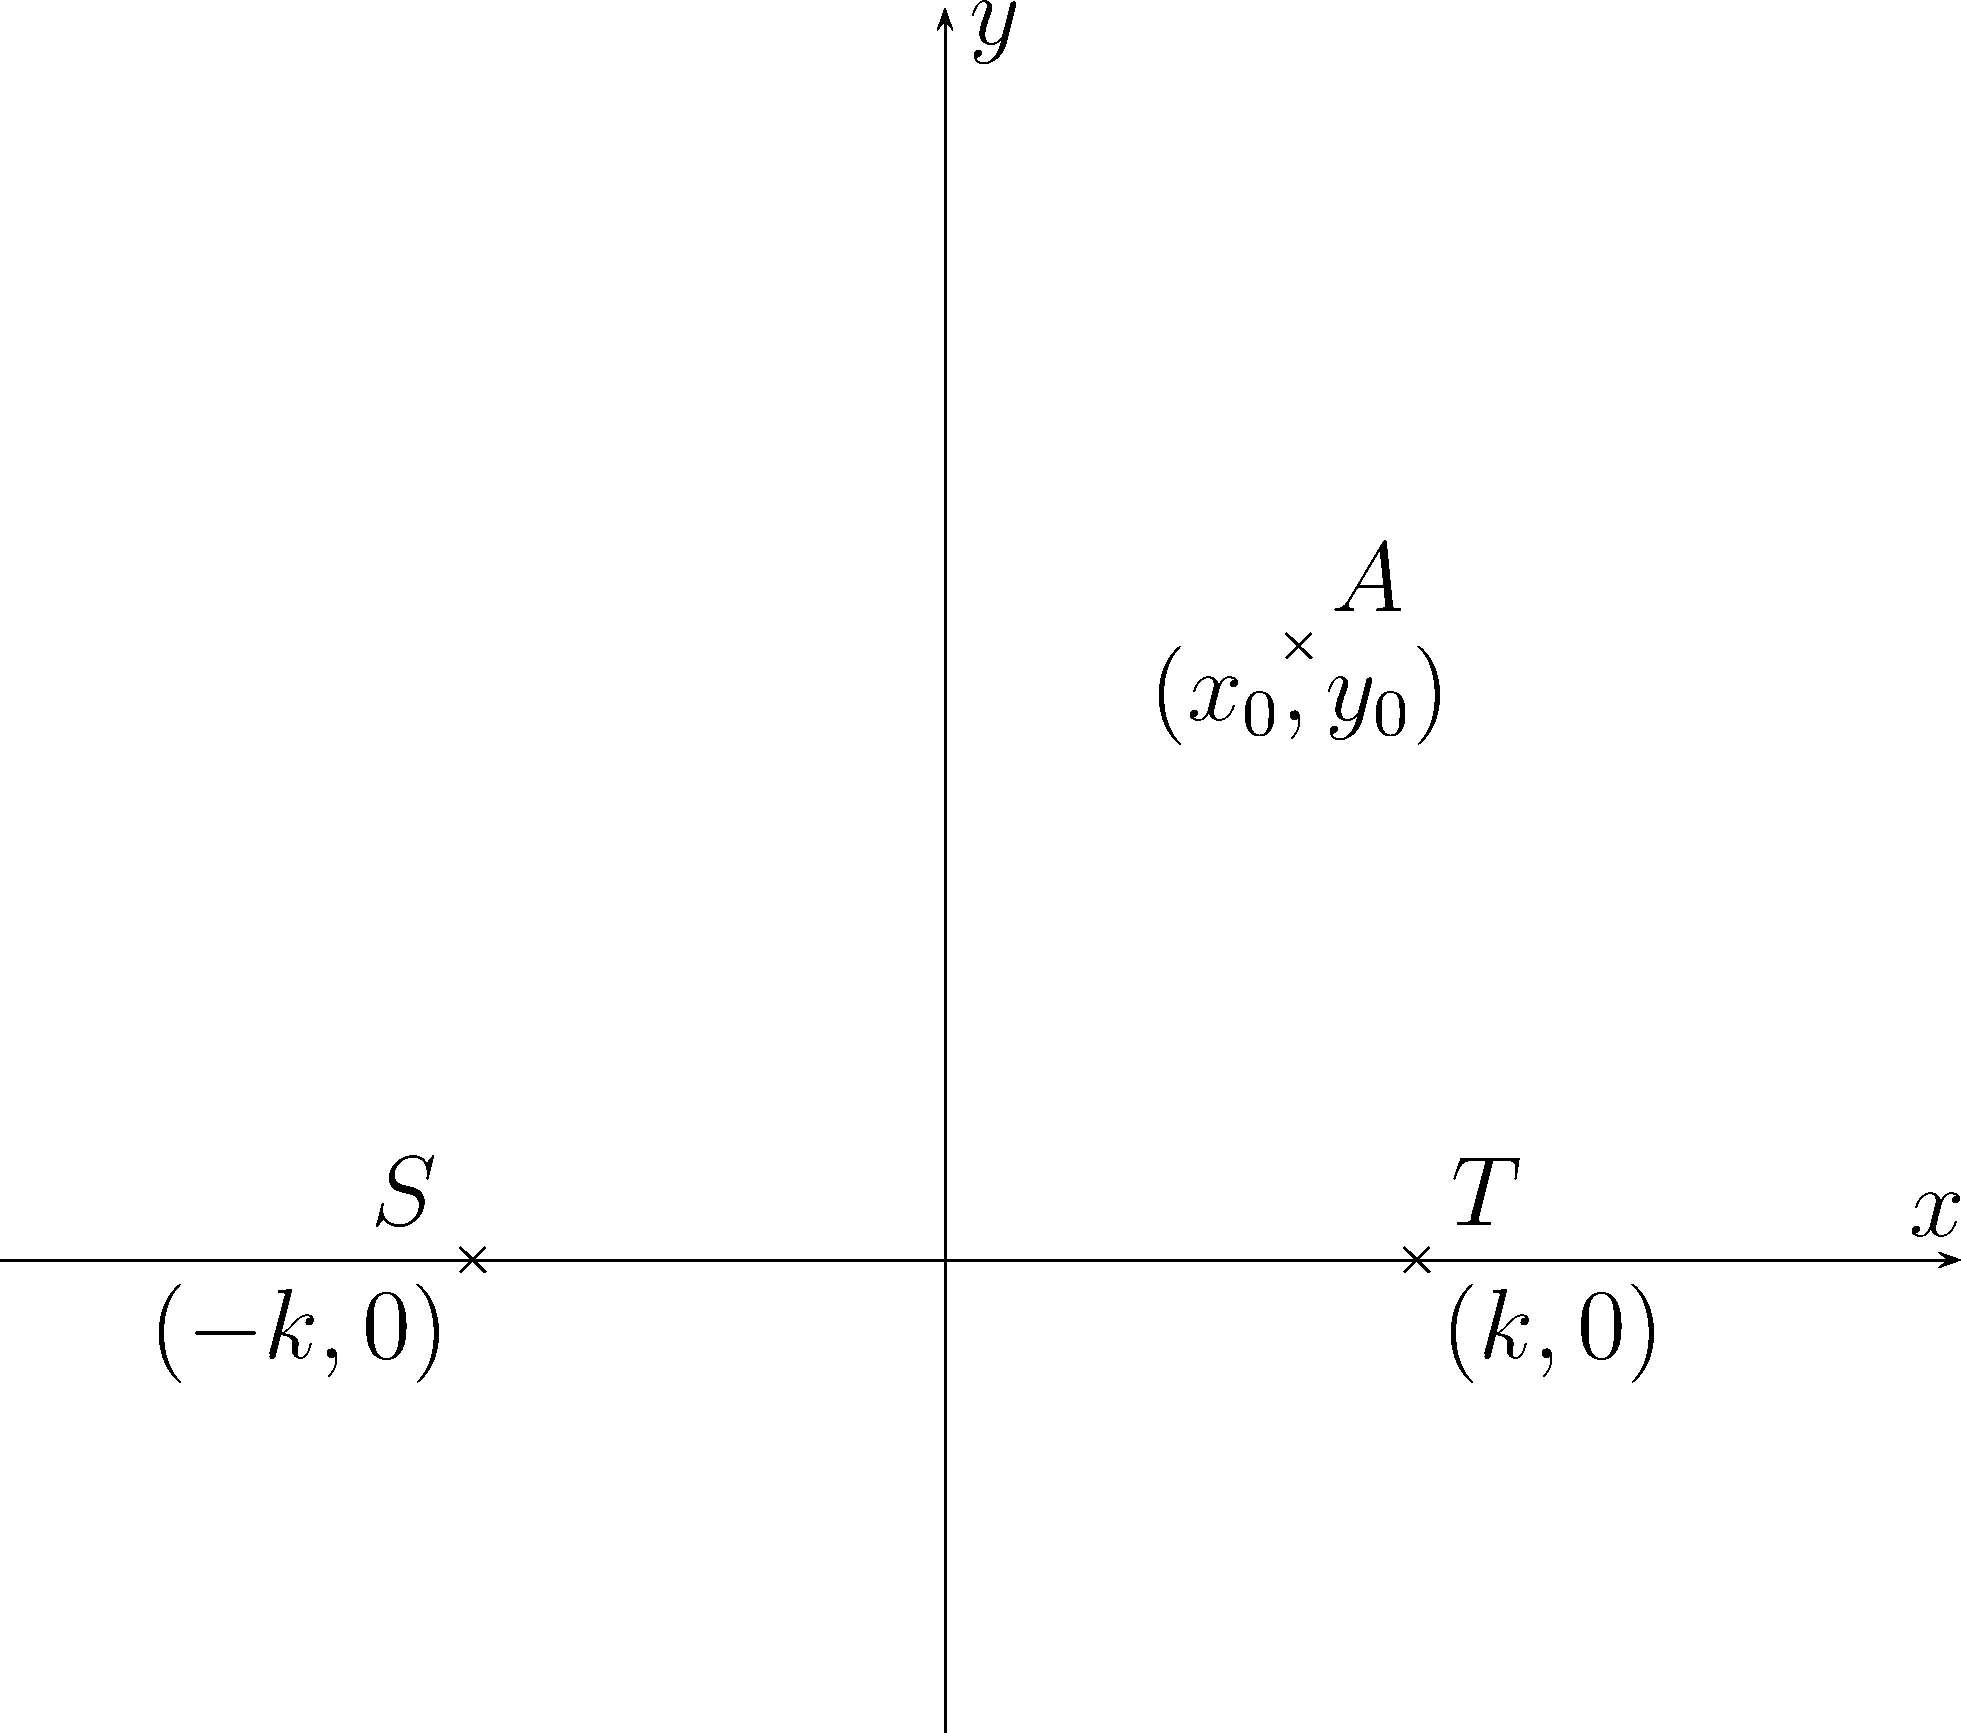 y
A
(x₀, y₀)
S
T
x
(−k, 0)
(k, 0)